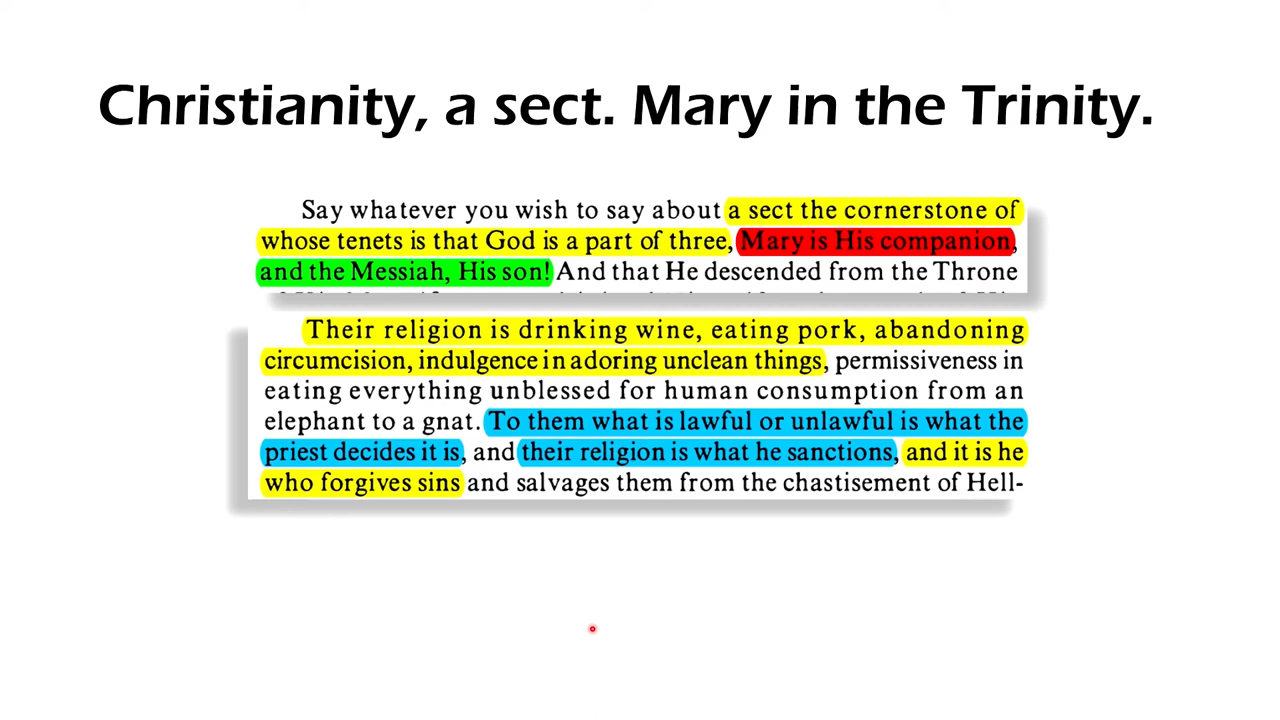 Christianity, a sect. Mary in the Trinity.
Say whatever you wish to say about a sect the cornerstone of
whose tenets is that God is a part of three, Mary is His companion,
and the Messiah, His son! And that He descended from the Throne
Their religion is drinking wine, eating pork, abandoning
circumcision, indulgence in adoring unclean things, permissiveness in
eating everything unblessed for human consumption from an
elephant to a gnat. To them what is lawful or unlawful is what the
priest decides it is, and their religion is what he sanctions, and it is he
who forgives sins and salvages them from the chastisement of Hell-